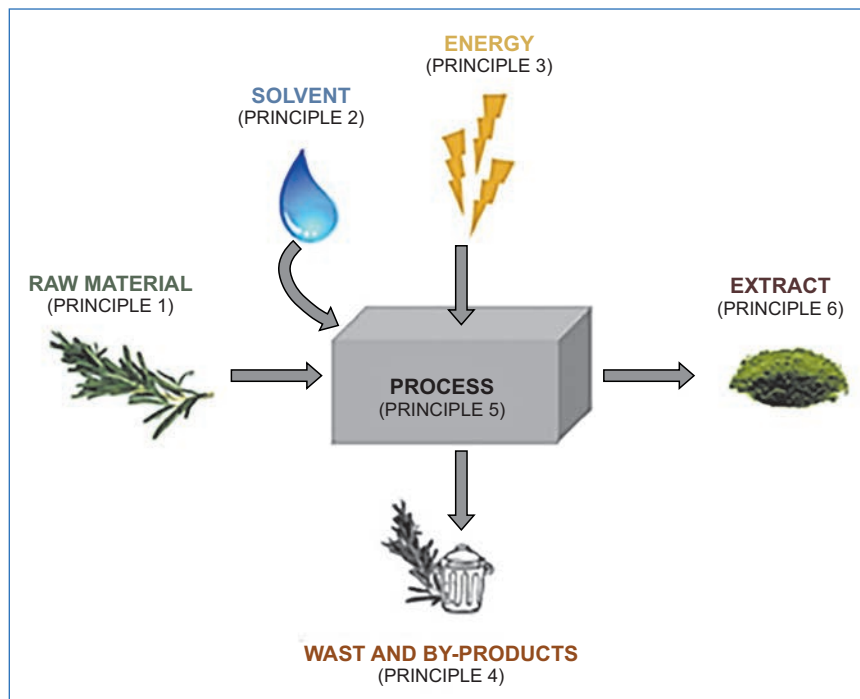 ENERGY
(PRINCIPLE 3)
SOLVENT
(PRINCIPLE 2)
RAW MATERIAL
(PRINCIPLE 1)
EXTRACT
(PRINCIPLE 6)
PROCESS
(PRINCIPLE 5)
WAST AND BY-PRODUCTS
(PRINCIPLE 4)